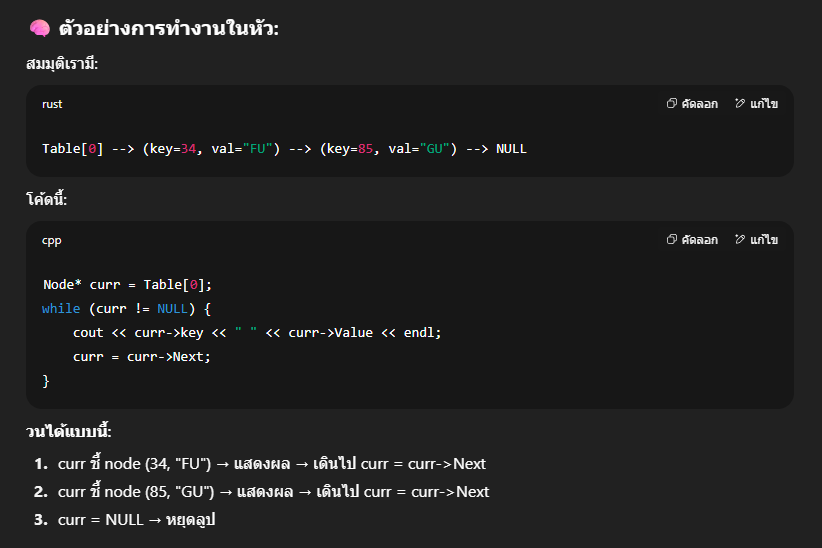 🧠 ตัวอย่างการทำงานในหัว:
สมมุติเรามี:
rust คัดลอก แก้ไข
Table[0] --> (key=34, val="FU") --> (key=85, val="GU") --> NULL
โค้ดนี้:
cpp คัดลอก แก้ไข
Node* curr = Table[0];
while (curr != NULL) {
    cout << curr->key << " " << curr->Value << endl;
    curr = curr->Next;
}
วนได้แบบนี้:
1. curr ชี้ node (34, "FU") → แสดงผล → เดินไป curr = curr->Next
2. curr ชี้ node (85, "GU") → แสดงผล → เดินไป curr = curr->Next
3. curr = NULL → หยุดลูป